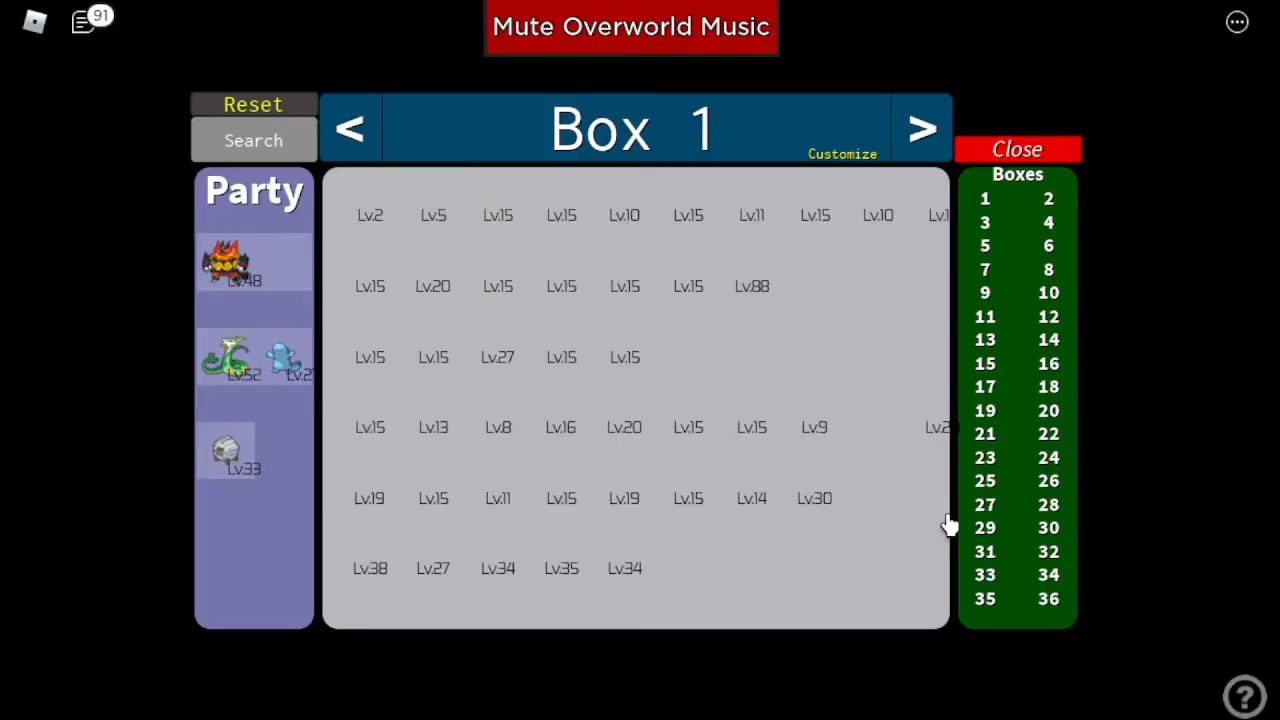 91
Mute Overworld Music
Reset
Search
< Box 1 >
Customize
Close
Party
Lv.48
Lv.52
Lv.33
Lv.2 Lv.5 Lv.15 Lv.15 Lv.10 Lv.15 Lv.11 Lv.15 Lv.10
Lv.15 Lv.20 Lv.15 Lv.15 Lv.15 Lv.15 Lv.88
Lv.15 Lv.15 Lv.27 Lv.15 Lv.15
Lv.15 Lv.13 Lv.8 Lv.16 Lv.20 Lv.15 Lv.15 Lv.9
Lv.19 Lv.15 Lv.11 Lv.15 Lv.19 Lv.15 Lv.14 Lv.30
Lv.38 Lv.27 Lv.34 Lv.35 Lv.34
Boxes
1 2
3 4
5 6
7 8
9 10
11 12
13 14
15 16
17 18
19 20
21 22
23 24
25 26
27 28
29 30
31 32
33 34
35 36
?